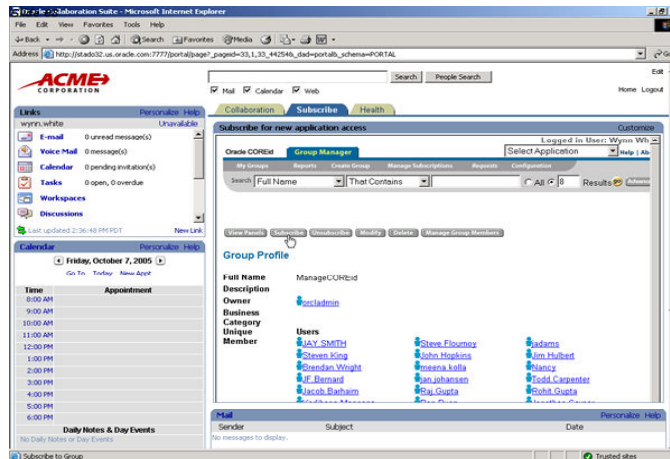 Oracle Collaboration Suite - Microsoft Internet Explorer
File Edit View Favorites Tools Help
Back Search Favorites Media
Address http://stado32.us.oracle.com:7777/portal/page?_pageid=33,1,33_442546&_dad=portal&_schema=PORTAL Go
Edit
ACME
CORPORATION
Search People Search
Mail Calendar Web
Home Logout
Collaboration Subscribe Health
Links Personalize Help
wynn.white Unavailable
E-mail 0 unread message(s)
Voice Mail 0 message(s)
Calendar 0 pending invitation(s)
Tasks 0 open, 0 overdue
Workspaces
Discussions
Last updated 2:36:48 PM PDT New Link
Calendar Personalize Help
Friday, October 7, 2005
Go To Today New Appt
Time Appointment
8:00 AM
9:00 AM
10:00 AM
11:00 AM
12:00 PM
1:00 PM
2:00 PM
3:00 PM
4:00 PM
5:00 PM
6:00 PM
Daily Notes & Day Events
No Daily Notes or Day Events
Subscribe for new application access Customize
Logged in User: Wynn Wh
Oracle COREid Group Manager Select Application Help | Ab
My Groups Reports Create Group Manage Subscriptions Requests Configuration
Search Full Name That Contains All 8 Results
View Panels Subscribe Unsubscribe Modify Delete Manage Group Members
Group Profile
Full Name ManageCOREid
Description
Owner orcladmin
Business
Category
Unique Users
Member JAY.SMITH Steve.Flournoy jadams
Steven King John Hopkins Jim Hulbert
Brendan Wright meena.kolla Nancy
JF.Bernard jan.johansen Todd.Carpenter
Jacob.Barhaim Raj.Gupta Rohit.Gupta
Mail Personalize Help
Sender Subject Date
No messages to display.
Subscribe to Group Trusted sites